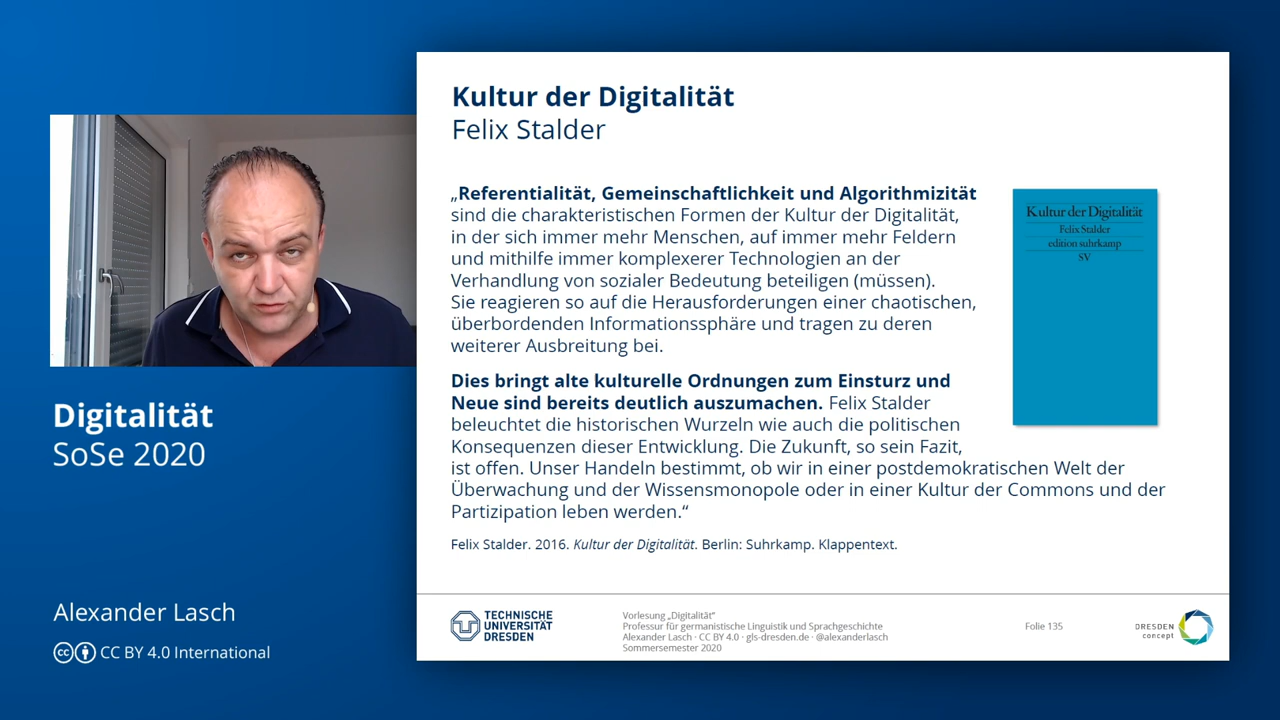 Kultur der Digitalität
Felix Stalder
„Referentialität, Gemeinschaftlichkeit und Algorithmizität
sind die charakteristischen Formen der Kultur der Digitalität,
in der sich immer mehr Menschen, auf immer mehr Feldern
und mithilfe immer komplexerer Technologien an der
Verhandlung von sozialer Bedeutung beteiligen (müssen).
Sie reagieren so auf die Herausforderungen einer chaotischen,
überbordenden Informationssphäre und tragen zu deren
weiterer Ausbreitung bei.
Dies bringt alte kulturelle Ordnungen zum Einsturz und
Neue sind bereits deutlich auszumachen. Felix Stalder
beleuchtet die historischen Wurzeln wie auch die politischen
Konsequenzen dieser Entwicklung. Die Zukunft, so sein Fazit,
ist offen. Unser Handeln bestimmt, ob wir in einer postdemokratischen Welt der
Überwachung und der Wissensmonopole oder in einer Kultur der Commons und der
Partizipation leben werden.“
Felix Stalder. 2016. Kultur der Digitalität. Berlin: Suhrkamp. Klappentext.
Kultur der Digitalität
Felix Stalder
edition suhrkamp
SV
Digitalität
SoSe 2020
Alexander Lasch
CC BY 4.0 International
TECHNISCHE
UNIVERSITÄT
DRESDEN
Vorlesung „Digitalität“
Professur für germanistische Linguistik und Sprachgeschichte
Alexander Lasch · CC BY 4.0 · gls-dresden.de · @alexanderlasch
Sommersemester 2020
Folie 135
DRESDEN
concept